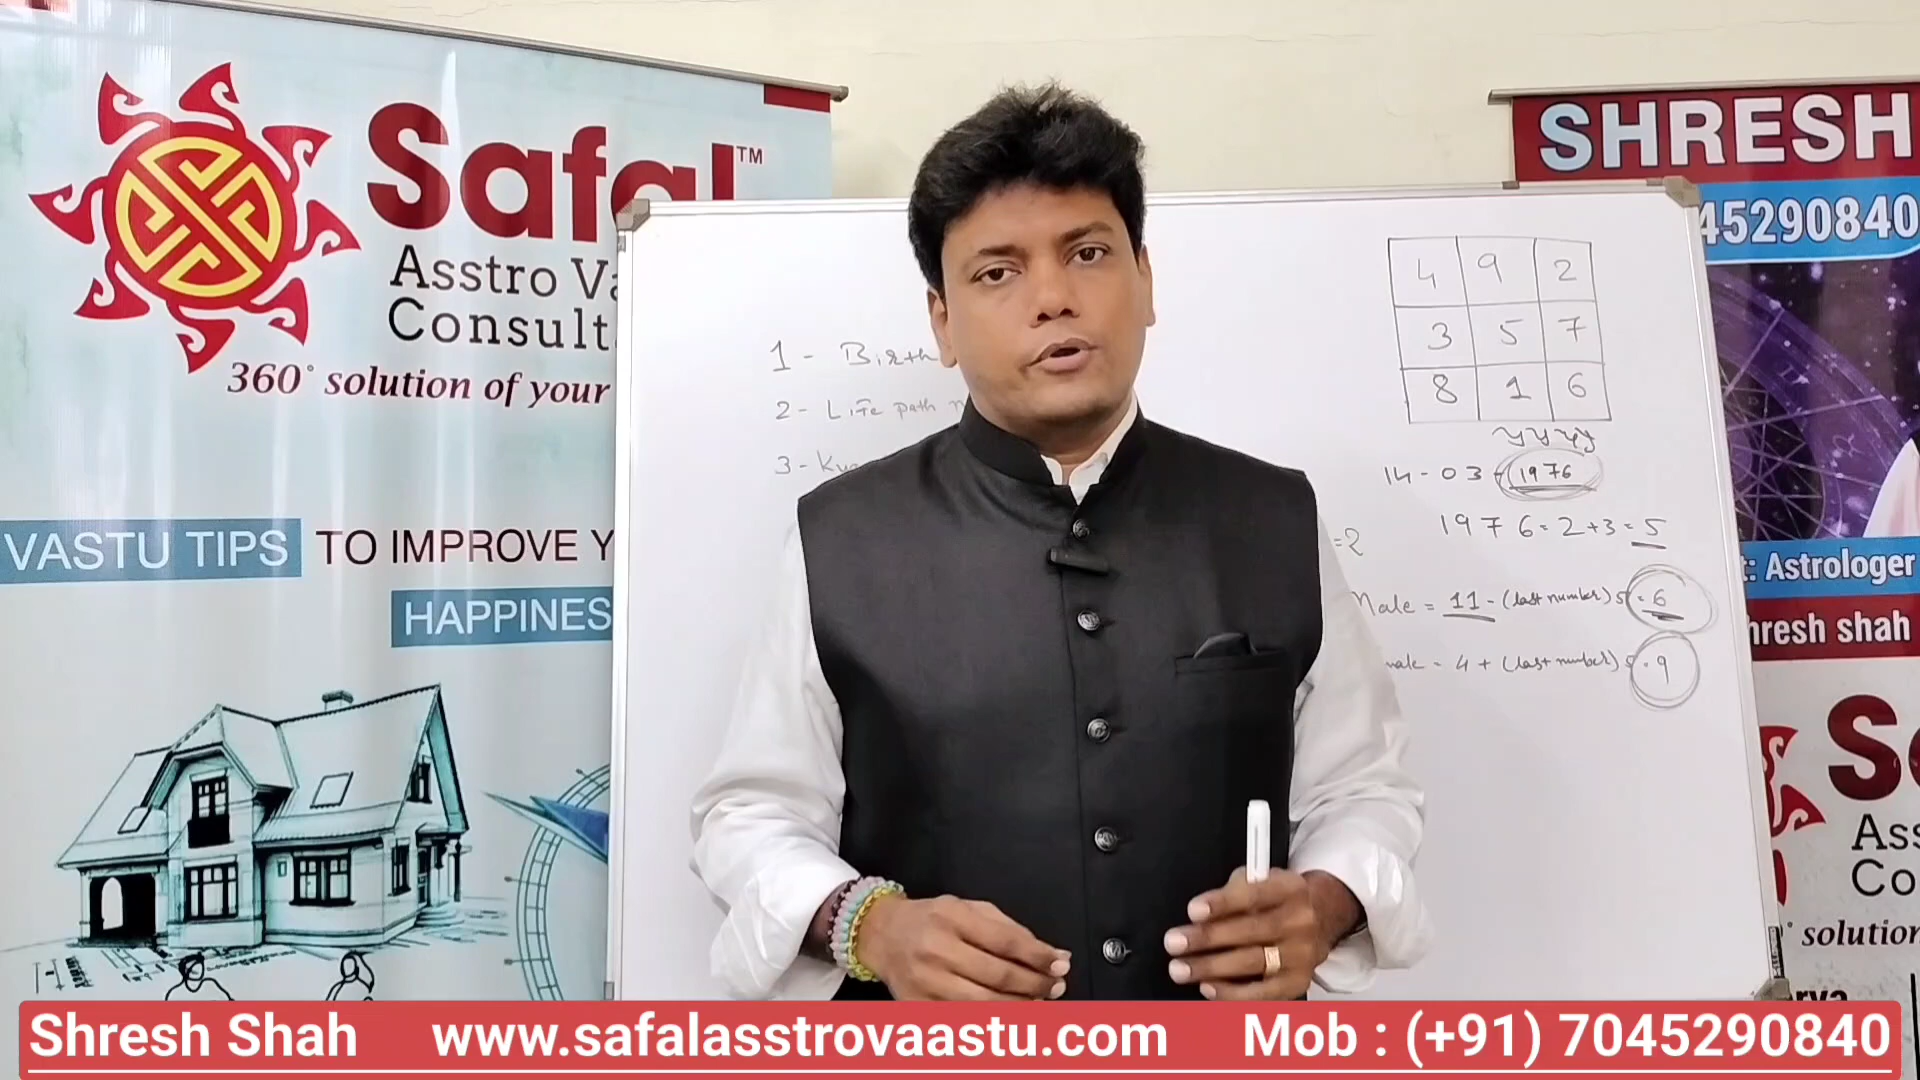 Safal™
Asstro
Consult
360° solution of your
VASTU TIPS TO IMPROVE
HAPPINES
1 - Birth
2 - Life path
3 -
4 9 2
3 5 7
8 1 6
YYYY
14-03-1976
1976=2+3=5
=2
Male = 11 - (last number) 5 = 6
male = 4 + (last number) 5 = 9
SHRESH
45290840
: Astrologer
hresh shah
S
Ass
Co
° solution
rya
Shresh Shah www.safalasstrovaastu.com Mob : (+91) 7045290840